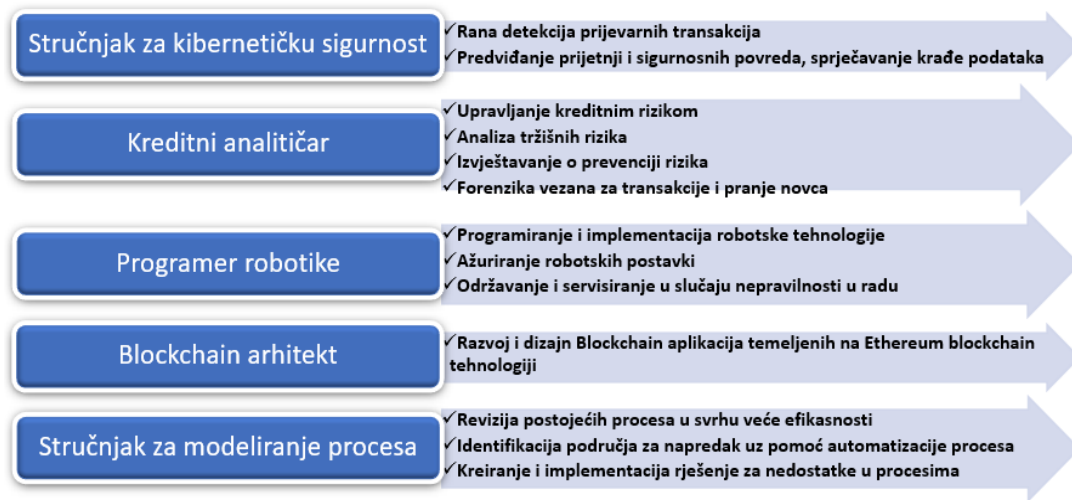 Stručnjak za kibernetičku sigurnost
✓Rana detekcija prijevarnih transakcija
✓Predviđanje prijetnji i sigurnosnih povreda, sprječavanje krađe podataka
Kreditni analitičar
✓Upravljanje kreditnim rizikom
✓Analiza tržišnih rizika
✓Izvještavanje o prevenciji rizika
✓Forenzika vezana za transakcije i pranje novca
Programer robotike
✓Programiranje i implementacija robotske tehnologije
✓Ažuriranje robotskih postavki
✓Održavanje i servisiranje u slučaju nepravilnosti u radu
Blockchain arhitekt
✓Razvoj i dizajn Blockchain aplikacija temeljenih na Ethereum blockchain
tehnologiji
Stručnjak za modeliranje procesa
✓Revizija postojećih procesa u svrhu veće efikasnosti
✓Identifikacija područja za napredak uz pomoć automatizacije procesa
✓Kreiranje i implementacija rješenje za nedostatke u procesima